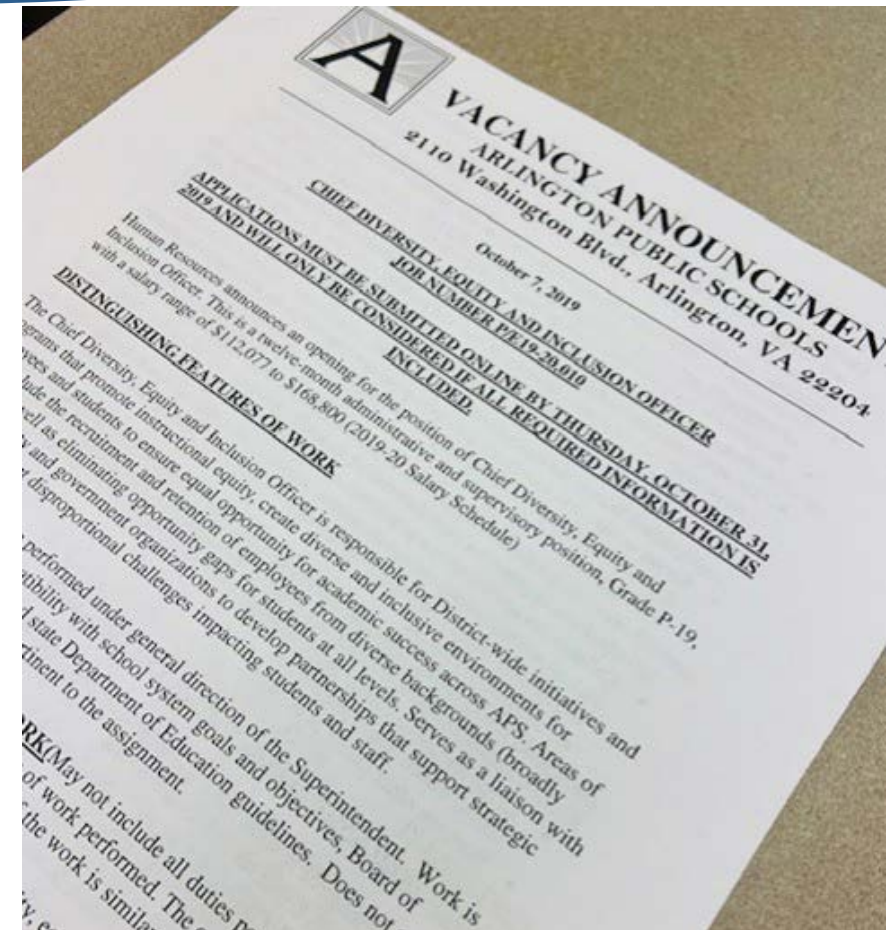 A
VACANCY ANNOUNCEMEN
ARLINGTON PUBLIC SCHOOLS
2110 Washington Blvd., Arlington, VA 22204
October 7, 2019
CHIEF DIVERSITY, EQUITY AND INCLUSION OFFICER
JOB NUMBER P/E19-20.010
APPLICATIONS MUST BE SUBMITTED ONLINE BY THURSDAY, OCTOBER 31,
2019 AND WILL ONLY BE CONSIDERED IF ALL REQUIRED INFORMATION IS
INCLUDED.
Human Resources announces an opening for the position of Chief Diversity, Equity and
Inclusion Officer. This is a twelve-month administrative and supervisory position, Grade P-19,
with a salary range of $112,077 to $168,800 (2019-20 Salary Schedule)
DISTINGUISHING FEATURES OF WORK
The Chief Diversity, Equity and Inclusion Officer is responsible for District-wide initiatives and
programs that promote instructional equity, create diverse and inclusive environments for
and students to ensure equal opportunity for academic success across APS. Areas of
the recruitment and retention of employees from diverse backgrounds (broadly
well as eliminating opportunity gaps for students at all levels. Serves as a liaison with
and government organizations to develop partnerships that support strategic
disproportional challenges impacting students and staff.
performed under general direction of the Superintendent. Work is
with school system goals and objectives, Board of
state Department of Education guidelines. Does not
to the assignment.
(May not include all duties
of work performed. The
the work is similar